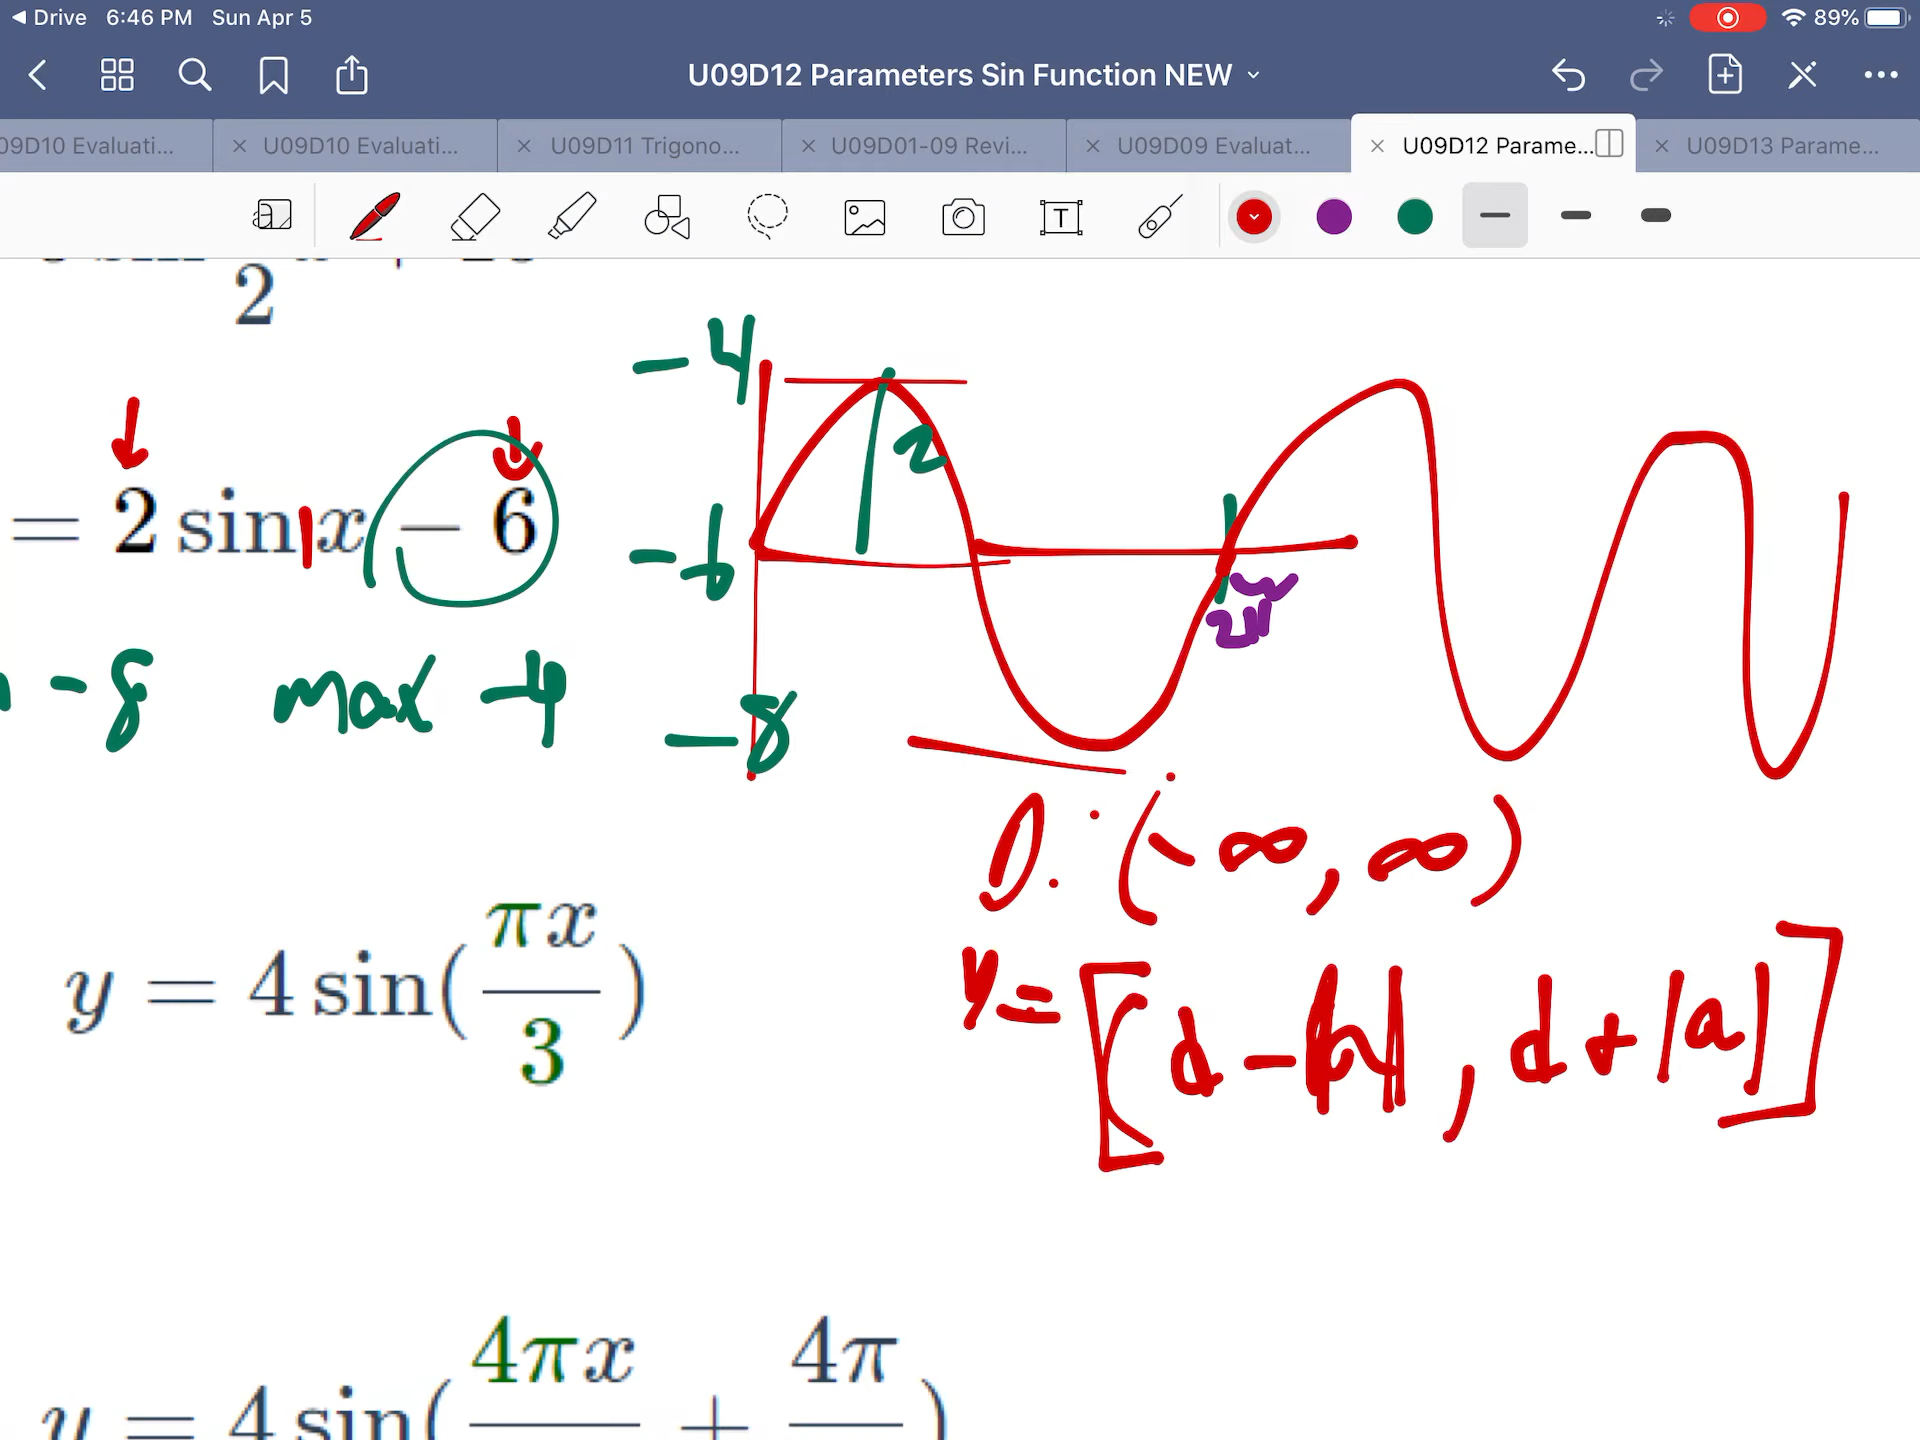 Drive 6:46 PM Sun Apr 5 89%
U09D12 Parameters Sin Function NEW
09D10 Evaluati... U09D10 Evaluati... U09D11 Trigono... U09D01-09 Revi... U09D09 Evaluat... U09D12 Parame... U09D13 Parame...
2
-4
2
= 2 sin 1x - 6
-6
2π
-8 max -4
-8
D: (-∞, ∞)
y = 4 sin(πx/3)
y = [d - |a|, d + |a|]
y = 4 sin( 4πx + 4π )